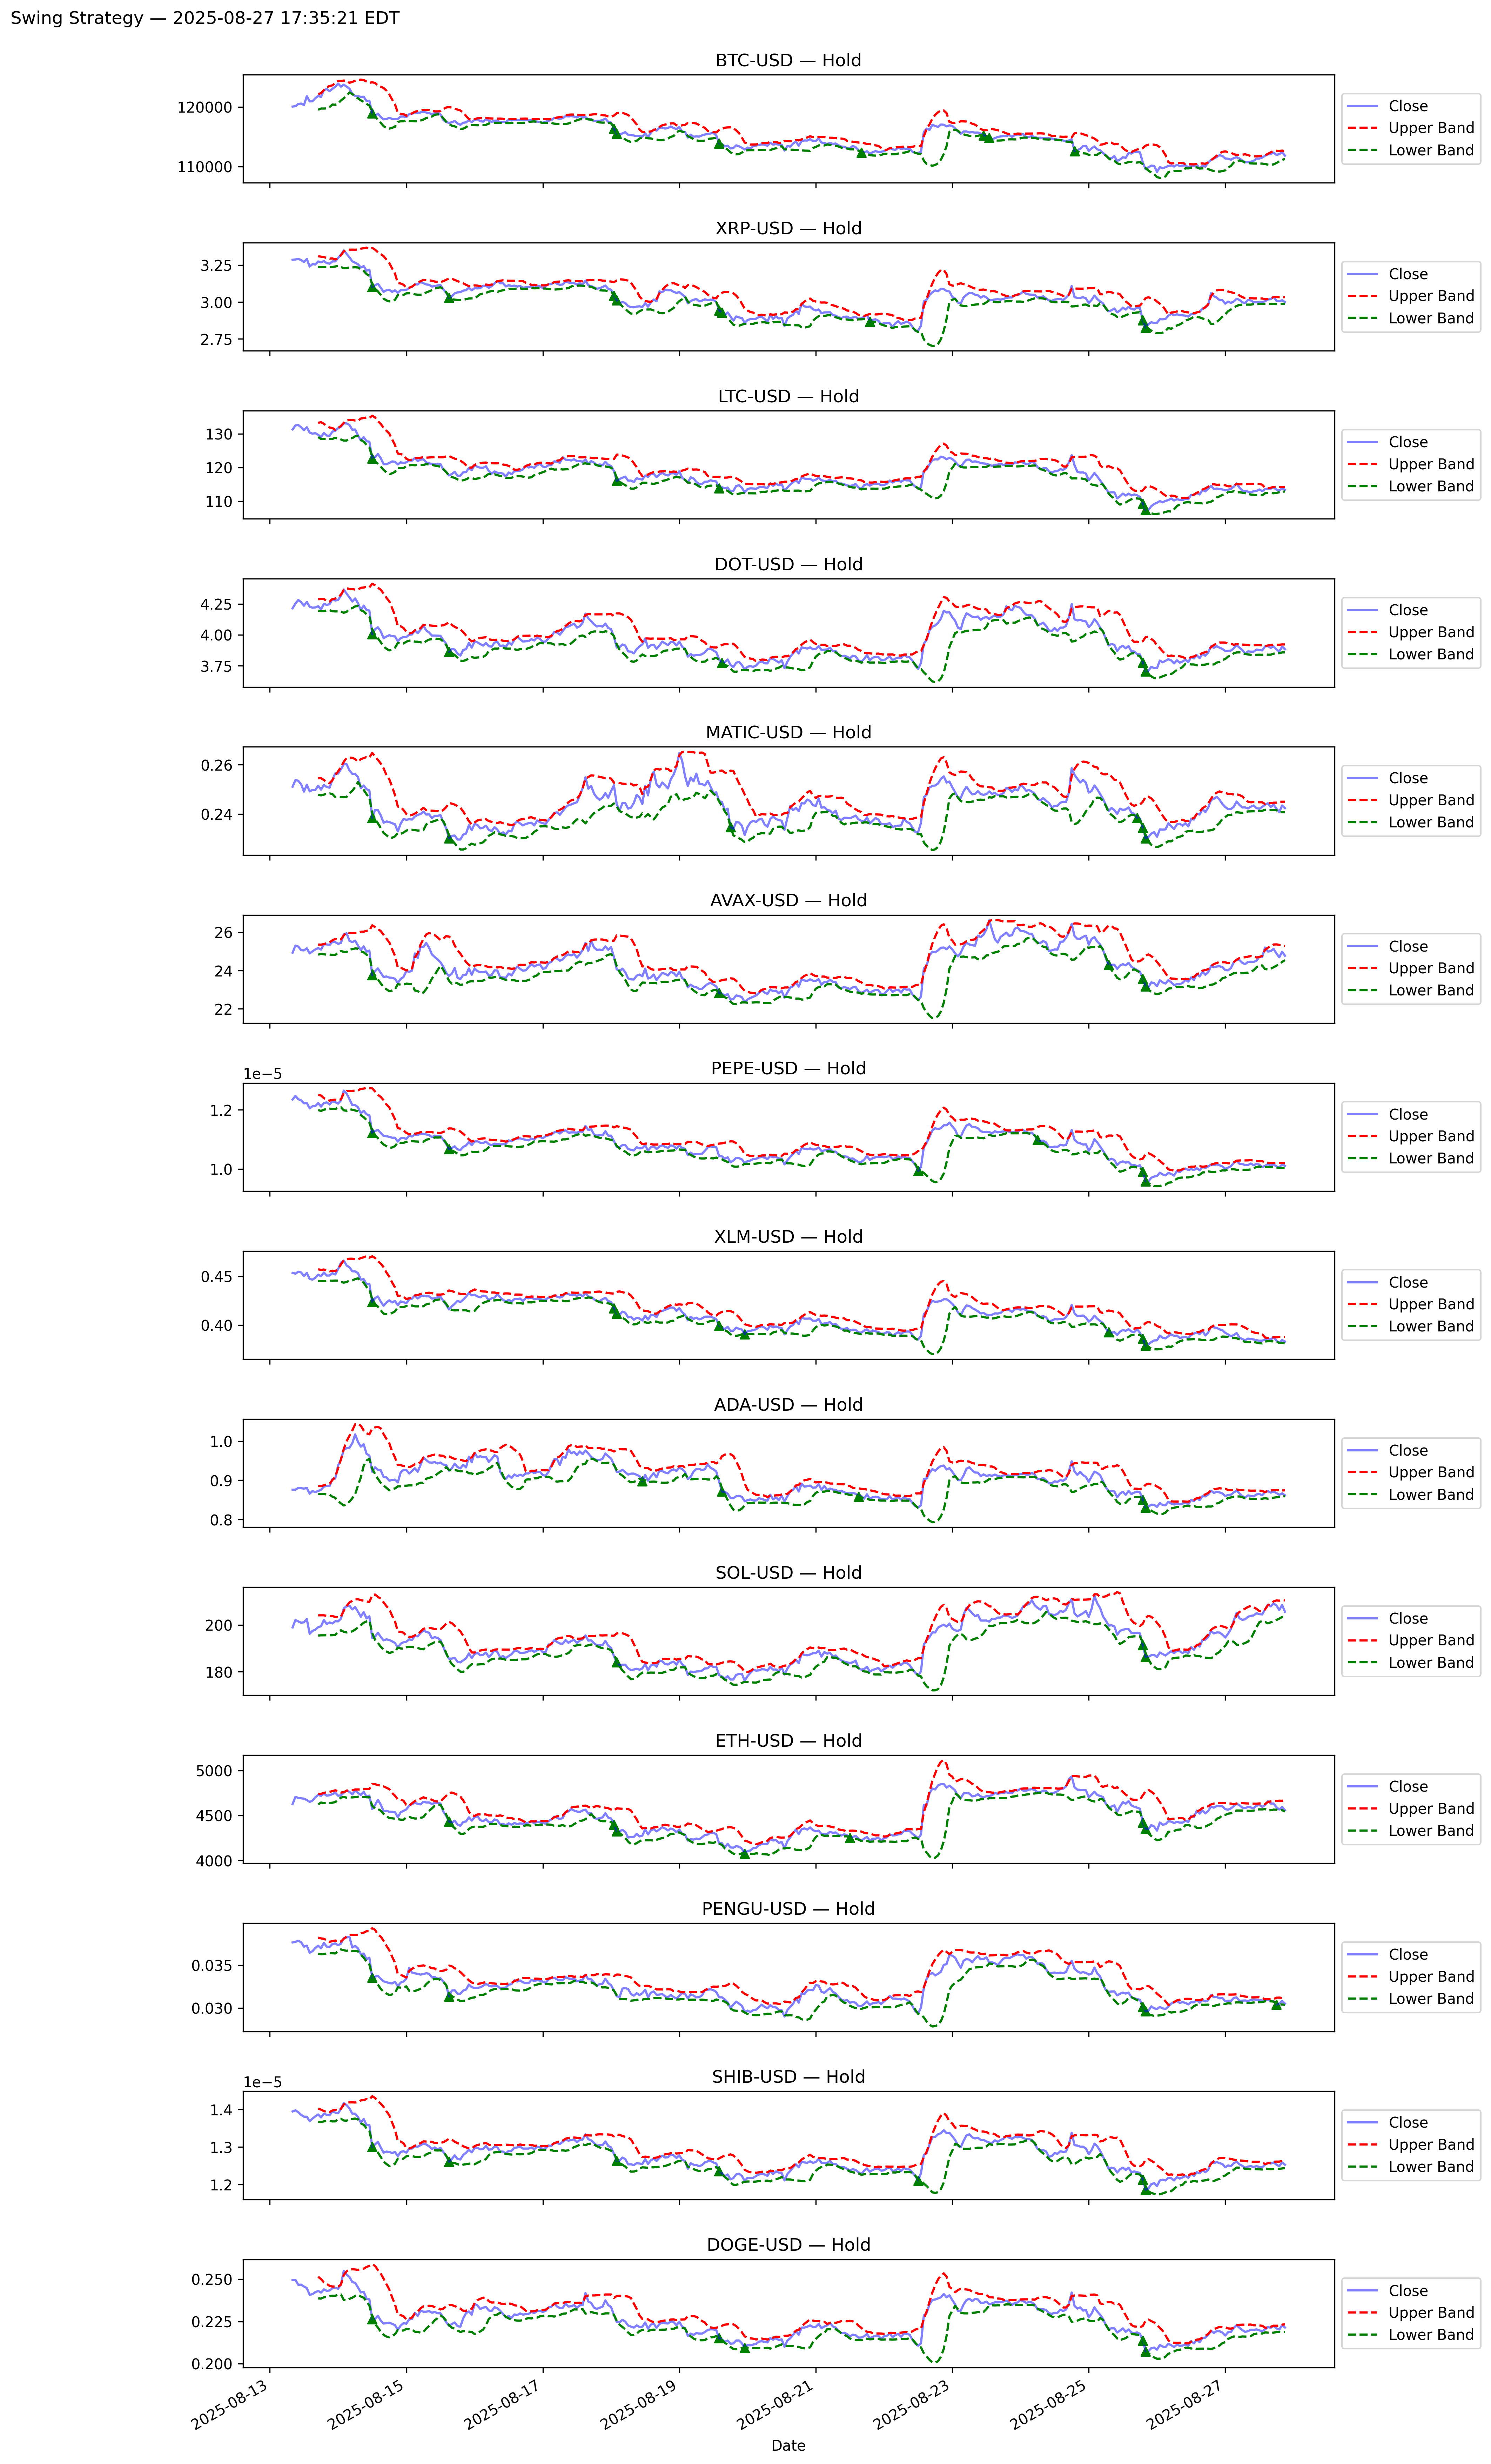 Swing Strategy — 2025-08-27 17:35:21 EDT
BTC-USD — Hold
120000
110000
Close
Upper Band
Lower Band
XRP-USD — Hold
3.25
3.00
2.75
Close
Upper Band
Lower Band
LTC-USD — Hold
130
120
110
Close
Upper Band
Lower Band
DOT-USD — Hold
4.25
4.00
3.75
Close
Upper Band
Lower Band
MATIC-USD — Hold
0.26
0.24
Close
Upper Band
Lower Band
AVAX-USD — Hold
26
24
22
Close
Upper Band
Lower Band
PEPE-USD — Hold
1e−5
1.2
1.0
Close
Upper Band
Lower Band
XLM-USD — Hold
0.45
0.40
Close
Upper Band
Lower Band
ADA-USD — Hold
1.0
0.9
0.8
Close
Upper Band
Lower Band
SOL-USD — Hold
200
180
Close
Upper Band
Lower Band
ETH-USD — Hold
5000
4500
4000
Close
Upper Band
Lower Band
PENGU-USD — Hold
0.035
0.030
Close
Upper Band
Lower Band
SHIB-USD — Hold
1e−5
1.4
1.3
1.2
Close
Upper Band
Lower Band
DOGE-USD — Hold
0.250
0.225
0.200
Close
Upper Band
Lower Band
2025-08-13
2025-08-15
2025-08-17
2025-08-19
2025-08-21
2025-08-23
2025-08-25
2025-08-27
Date